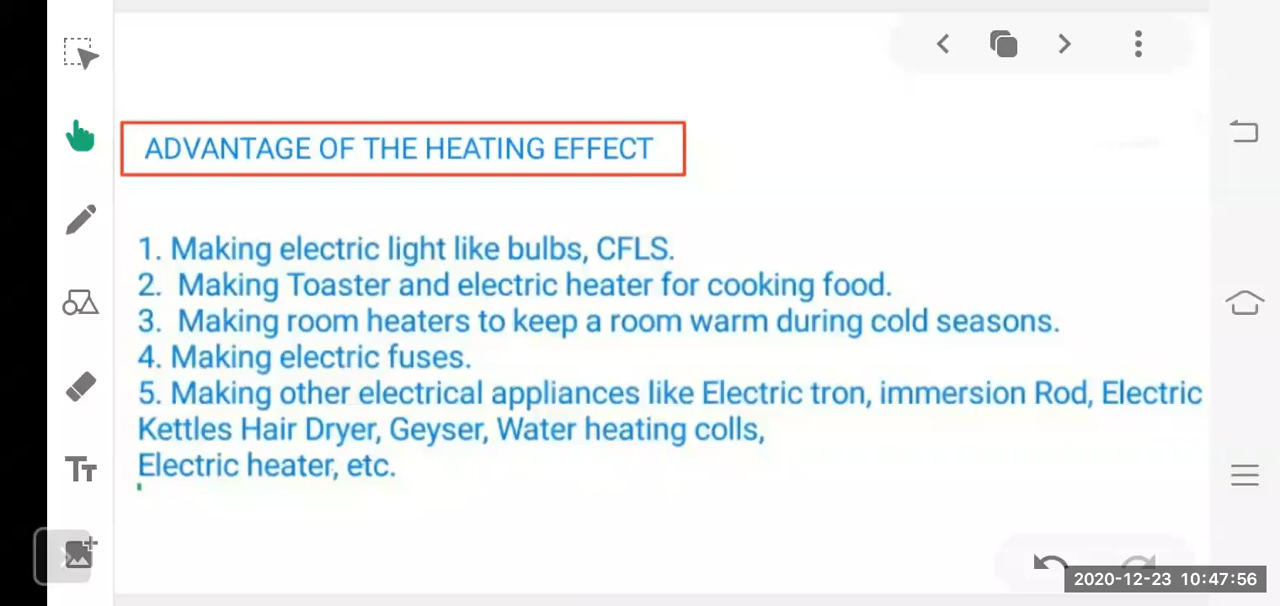 ADVANTAGE OF THE HEATING EFFECT
1. Making electric light like bulbs, CFLS.
2. Making Toaster and electric heater for cooking food.
3. Making room heaters to keep a room warm during cold seasons.
4. Making electric fuses.
5. Making other electrical appliances like Electric tron, immersion Rod, Electric
Kettles Hair Dryer, Geyser, Water heating colls,
Electric heater, etc.
TT
2020-12-23 10:47:56